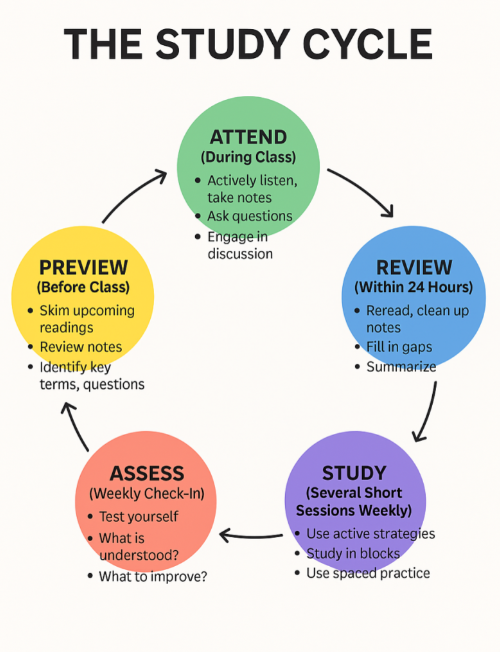 THE STUDY CYCLE
ATTEND
(During Class)
• Actively listen,
take notes
• Ask questions
• Engage in
discussion
REVIEW
(Within 24 Hours)
• Reread, clean up
notes
• Fill in gaps
• Summarize
STUDY
(Several Short
Sessions Weekly)
• Use active strategies
• Study in blocks
• Use spaced practice
ASSESS
(Weekly Check-In)
• Test yourself
• What is
understood?
• What to improve?
PREVIEW
(Before Class)
• Skim upcoming
readings
• Review notes
• Identify key
terms, questions